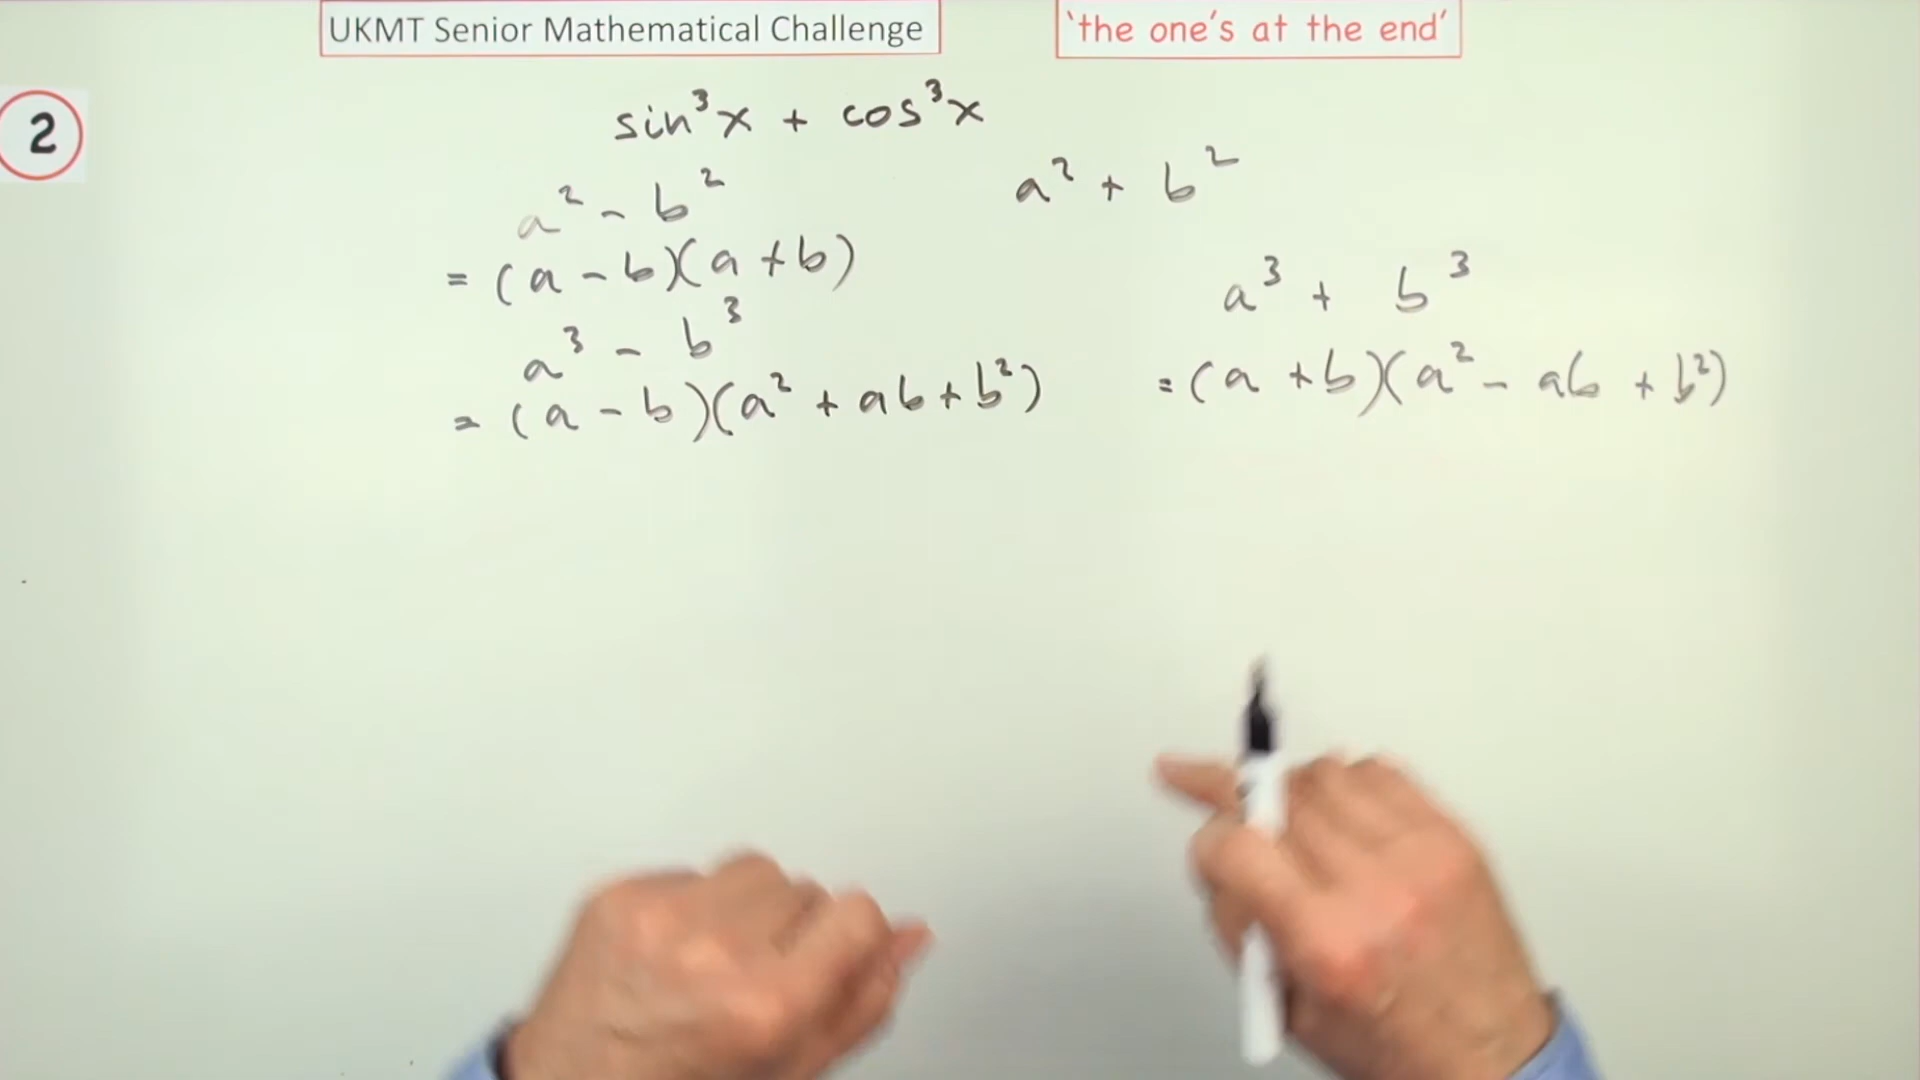 UKMT Senior Mathematical Challenge
'the one's at the end'
2
sin³x + cos³x
a² - b²
a² + b²
= (a - b)(a + b)
a³ + b³
a³ - b³
= (a - b)(a² + ab + b²)
= (a + b)(a² - ab + b²)